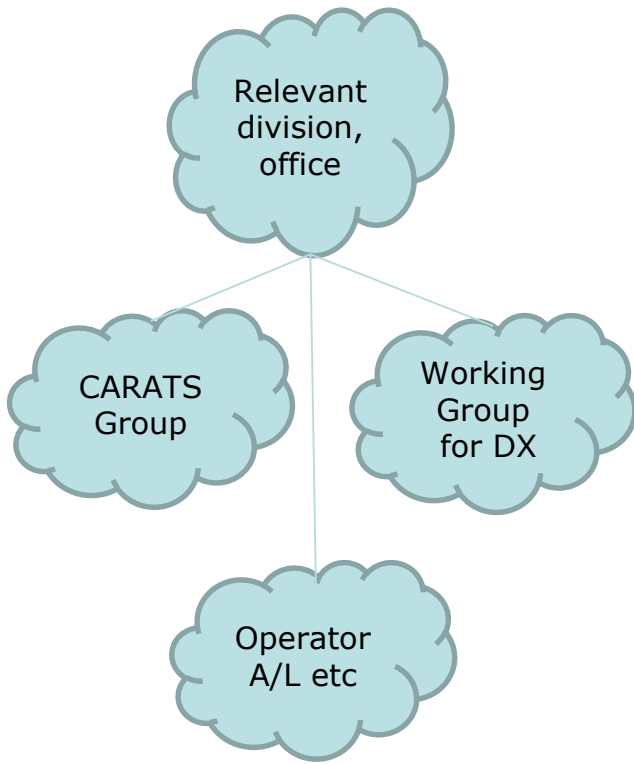 Relevant
division,
office
CARATS
Group
Working
Group
for DX
Operator
A/L etc